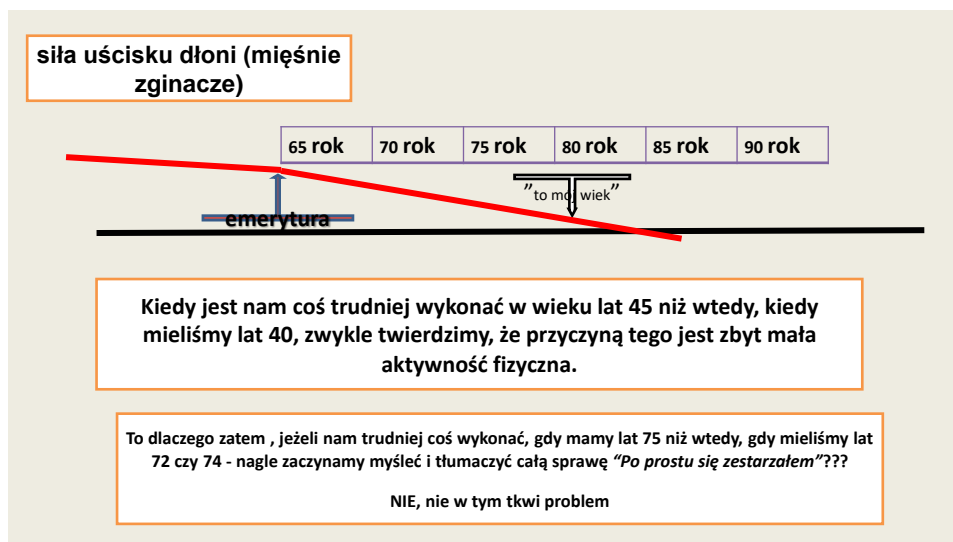 siła uścisku dłoni (mięśnie
zginacze)
65 rok 70 rok 75 rok 80 rok 85 rok 90 rok
”to mój wiek”
emerytura
Kiedy jest nam coś trudniej wykonać w wieku lat 45 niż wtedy, kiedy
mieliśmy lat 40, zwykle twierdzimy, że przyczyną tego jest zbyt mała
aktywność fizyczna.
To dlaczego zatem , jeżeli nam trudniej coś wykonać, gdy mamy lat 75 niż wtedy, gdy mieliśmy lat
72 czy 74 - nagle zaczynamy myśleć i tłumaczyć całą sprawę “Po prostu się zestarzałem”???
NIE, nie w tym tkwi problem